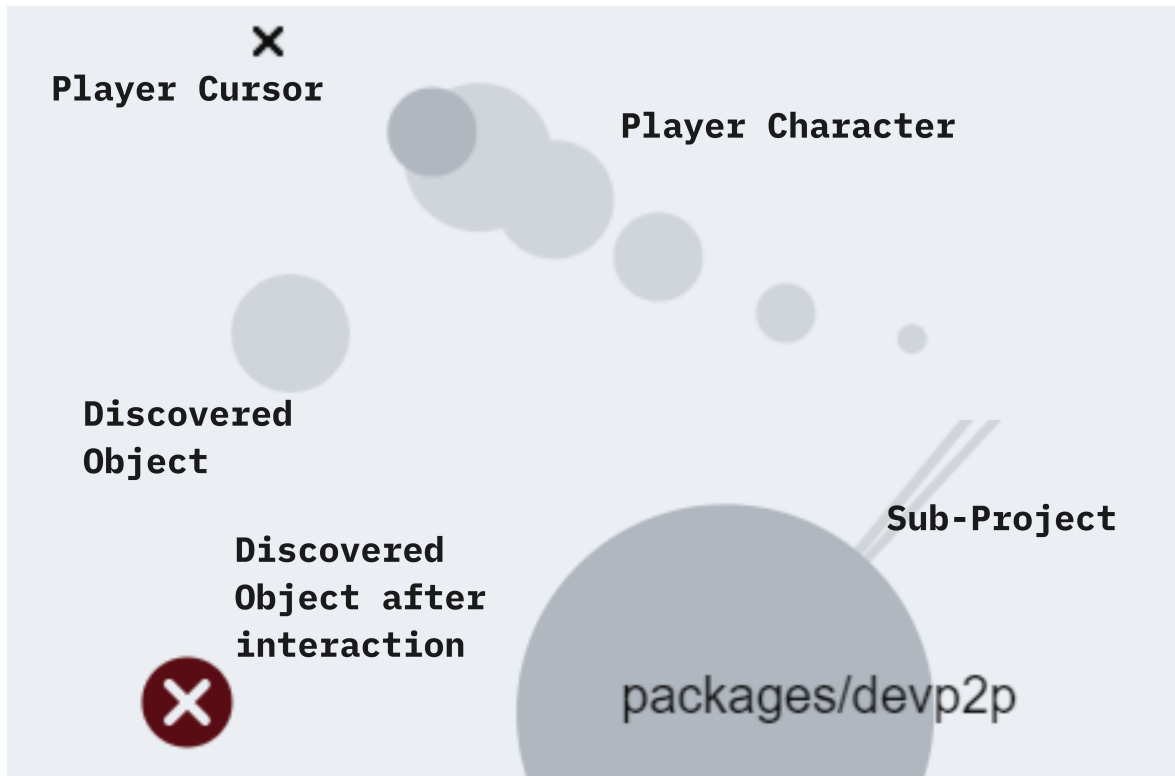 Player Cursor
Player Character
Discovered
Object
Sub-Project
Discovered
Object after
interaction
packages/devp2p